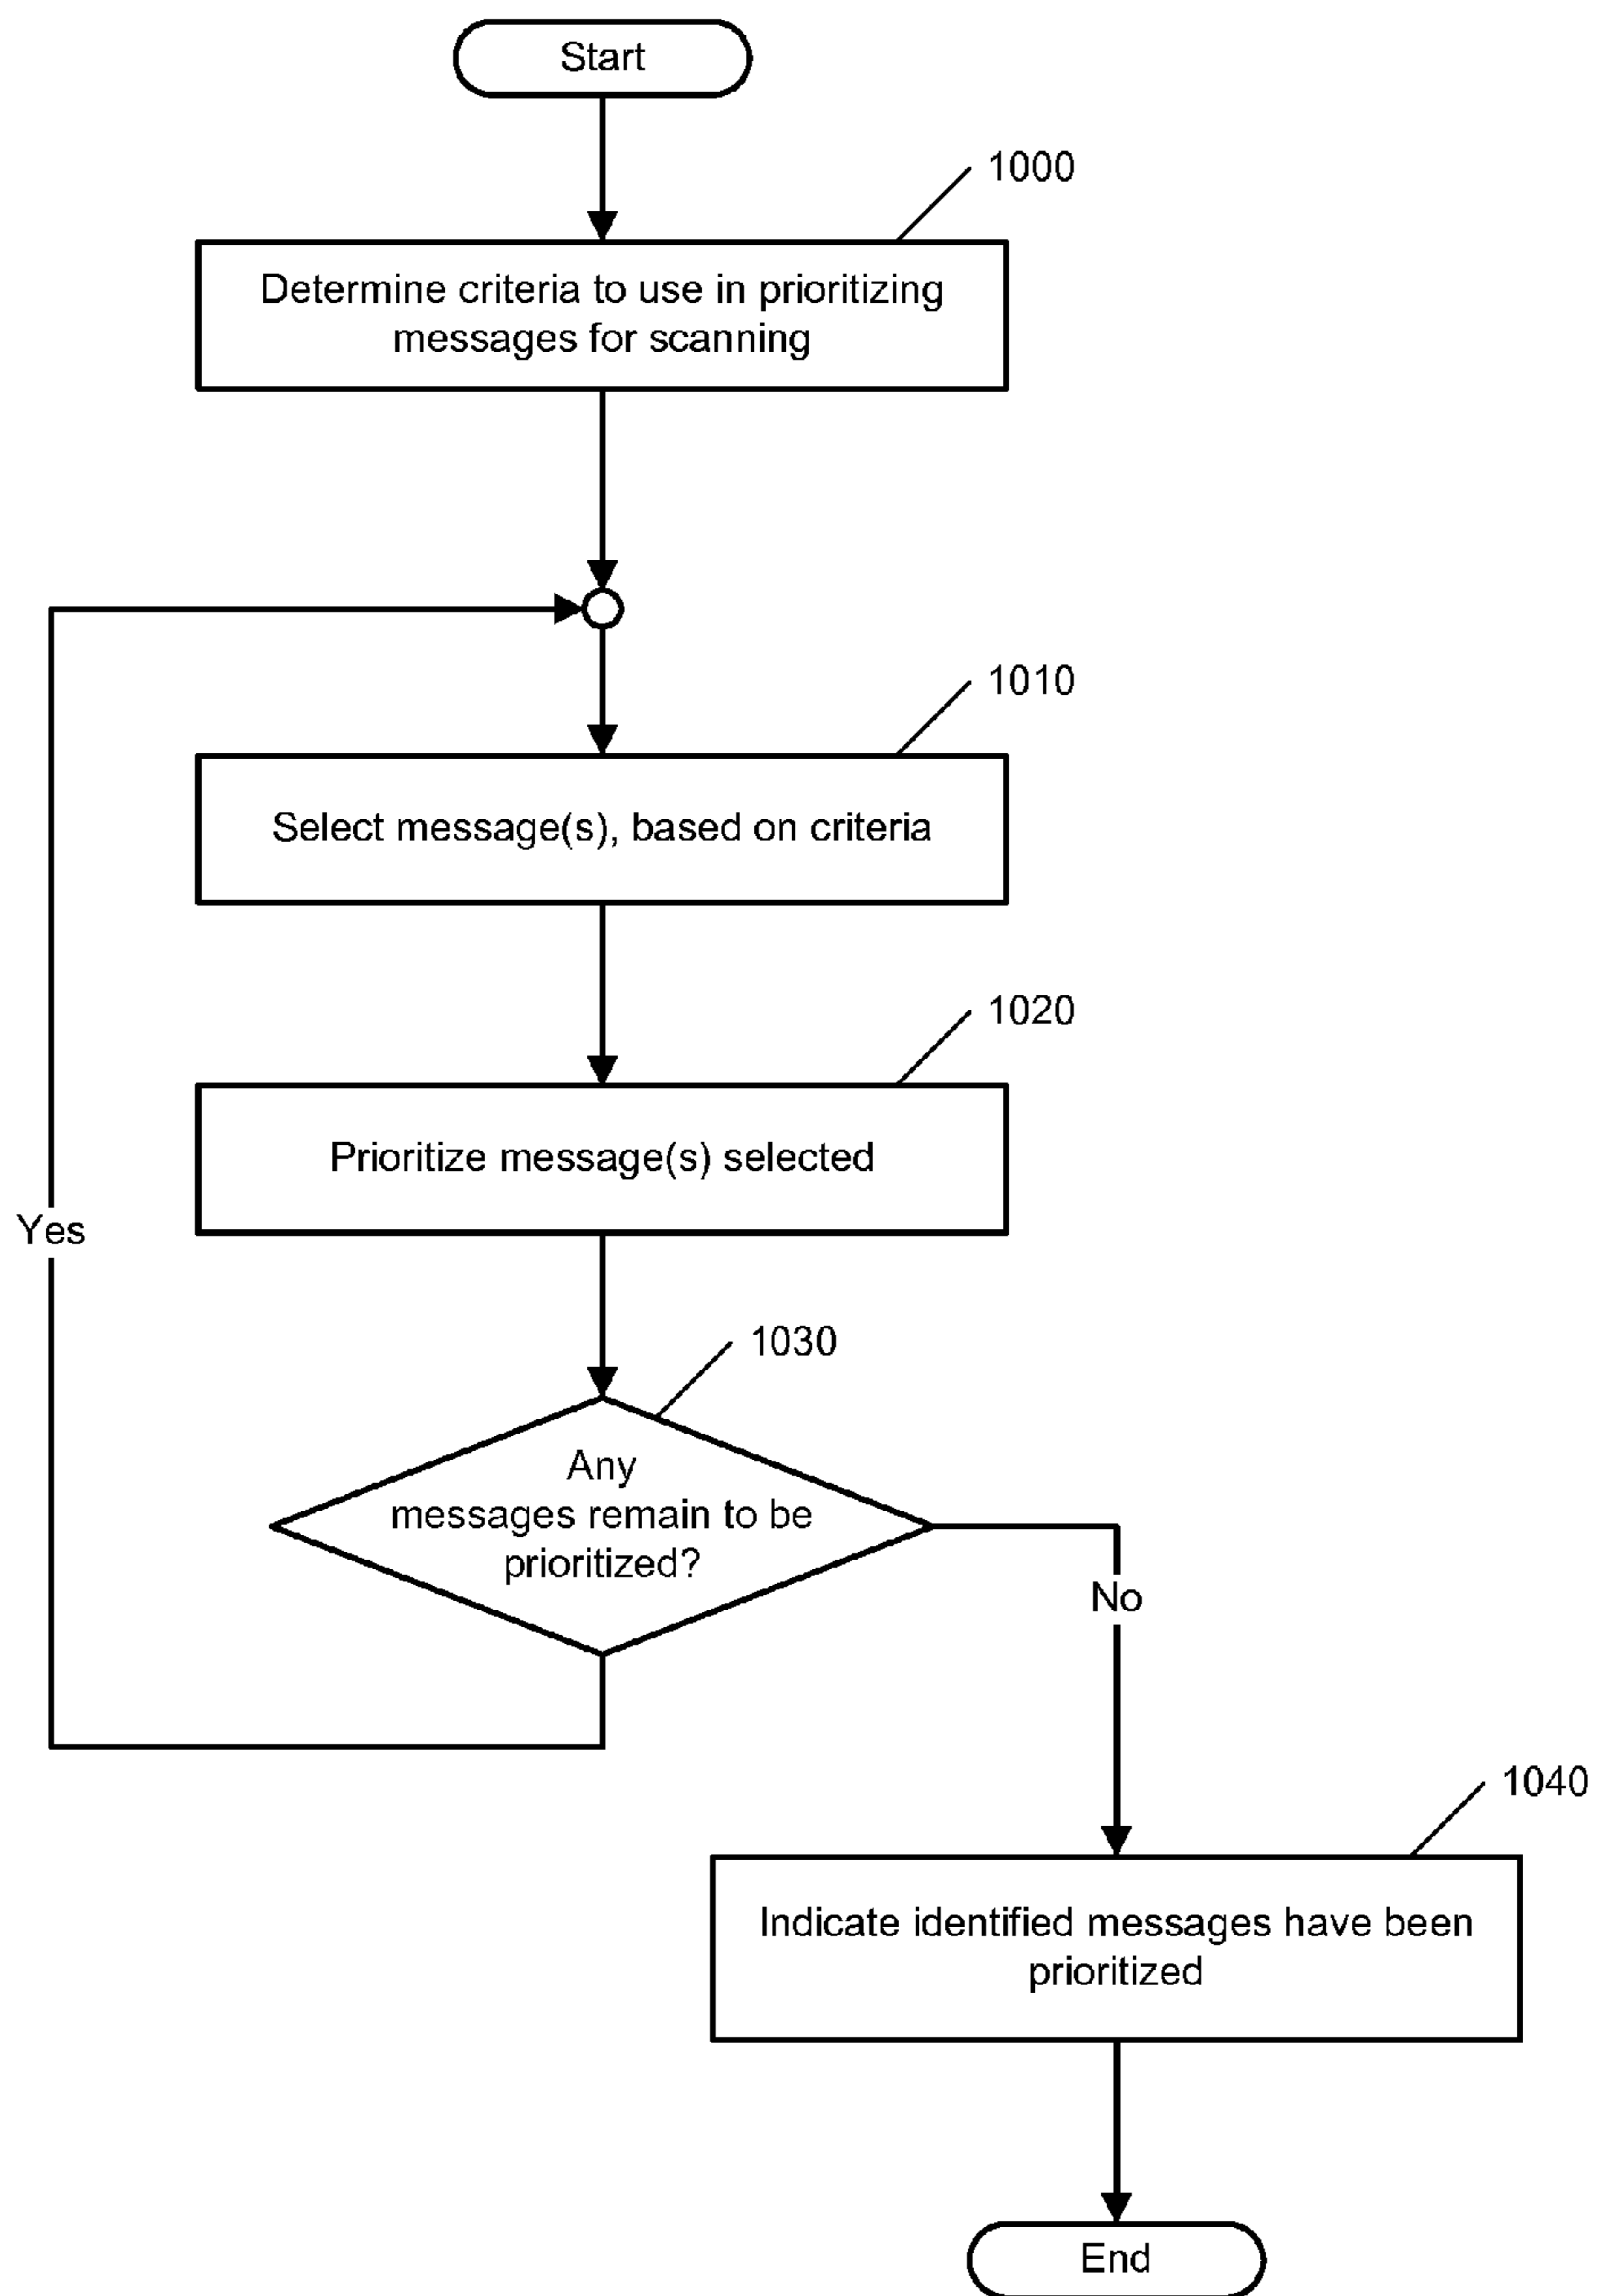 Start
1000
Determine criteria to use in prioritizing
messages for scanning
1010
Select message(s), based on criteria
1020
Prioritize message(s) selected
Yes
1030
Any
messages remain to be
prioritized?
No
1040
Indicate identified messages have been
prioritized
End